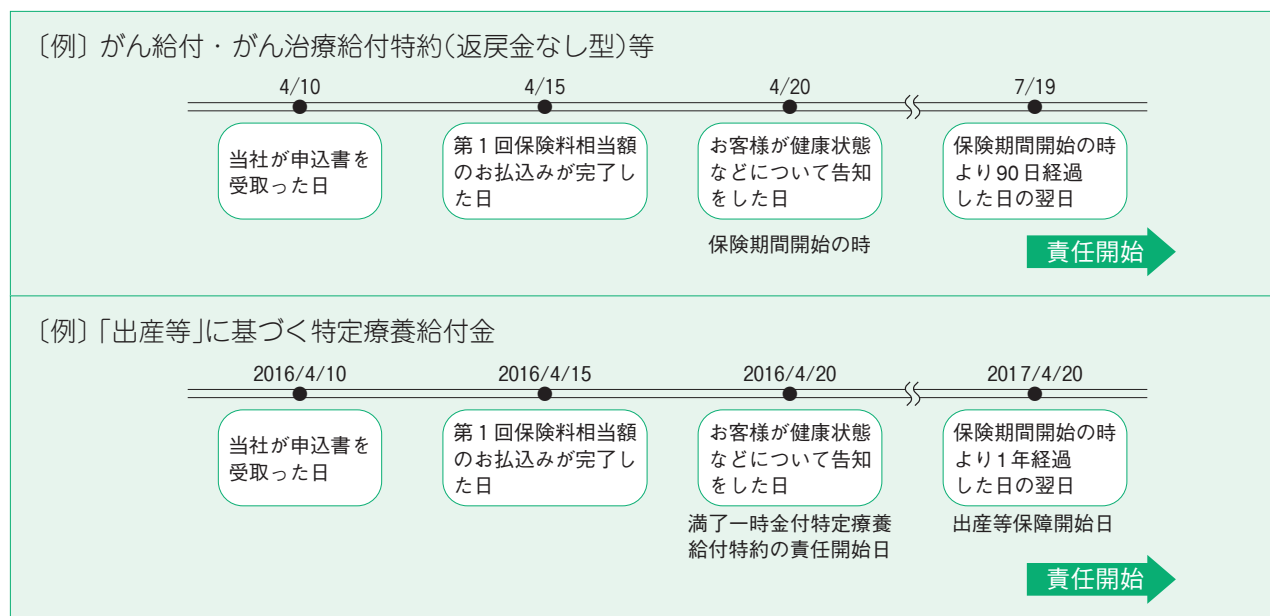 〔例〕がん給付・がん治療給付特約(返戻金なし型)等
4/10
4/15
4/20
7/19
当社が申込書を
受取った日
第1回保険料相当額
のお払込みが完了し
た日
お客様が健康状態
などについて告知
をした日
保険期間開始の時
より90日経過
した日の翌日
保険期間開始の時
責任開始
〔例〕「出産等」に基づく特定療養給付金
2016/4/10
2016/4/15
2016/4/20
2017/4/20
当社が申込書を
受取った日
第1回保険料相当額
のお払込みが完了し
た日
お客様が健康状態
などについて告知
をした日
保険期間開始の時
より1年経過
した日の翌日
満了一時金付特定療養
給付特約の責任開始日
出産等保障開始日
責任開始